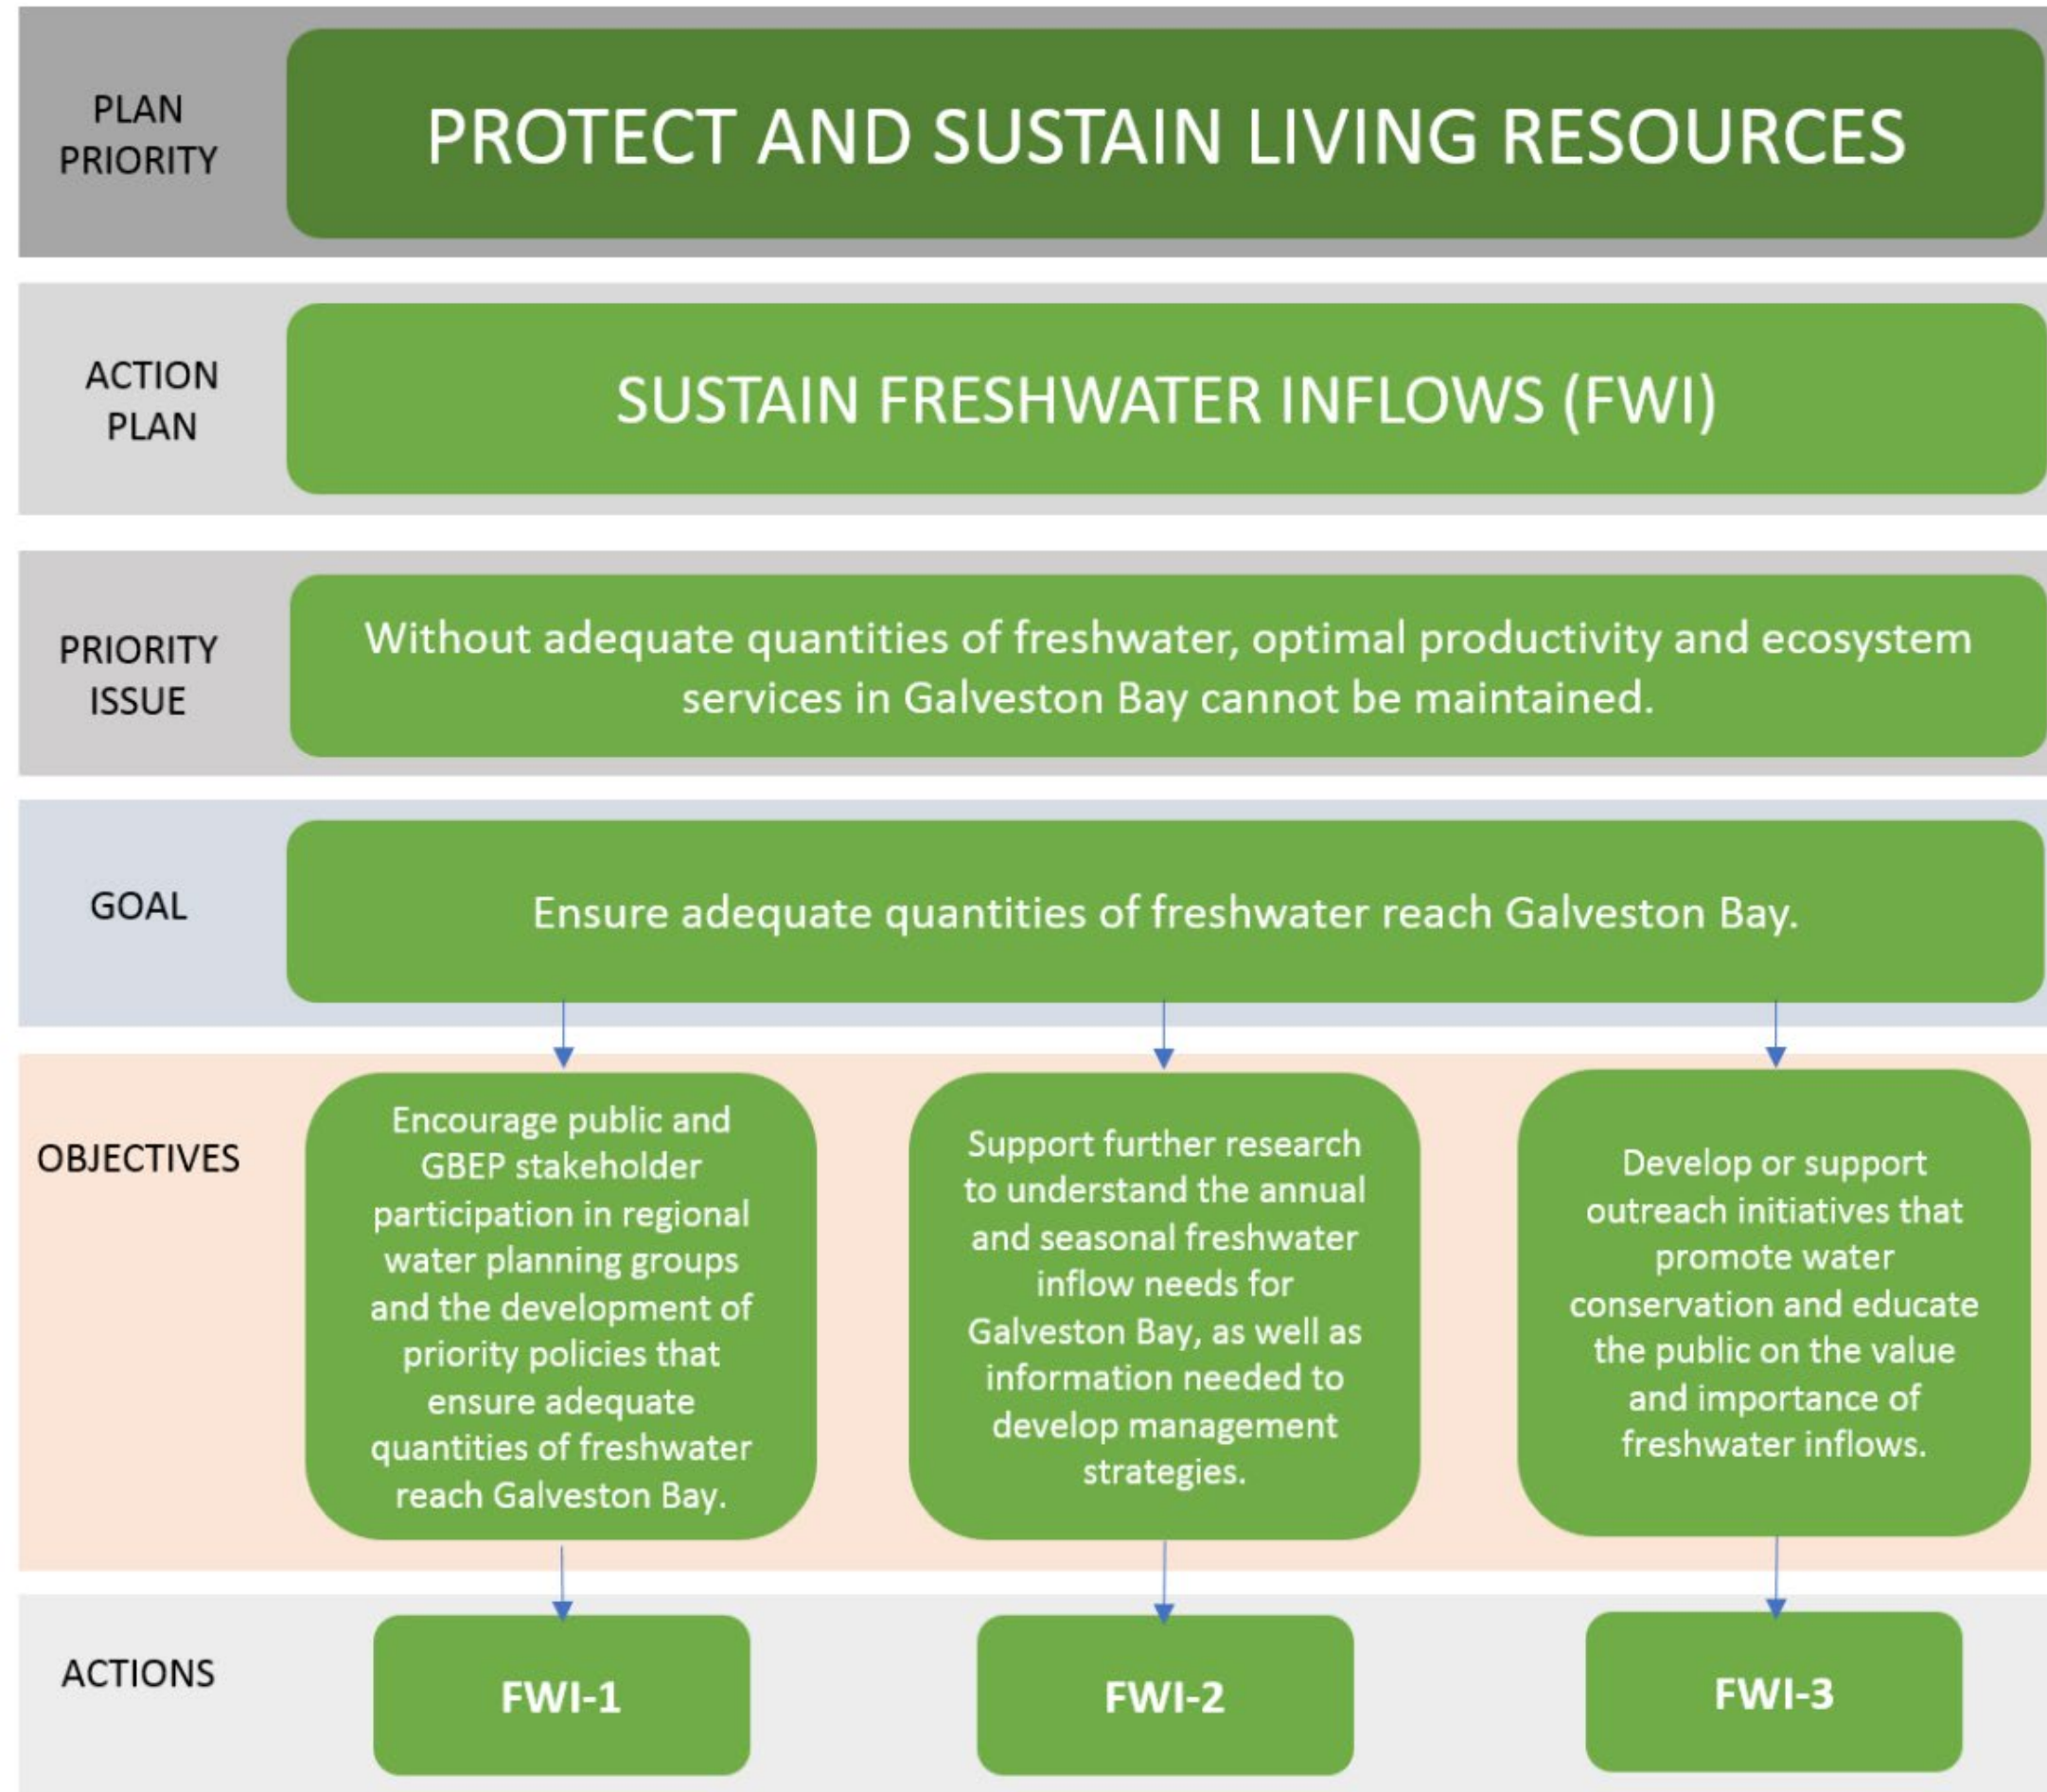 PLAN
PRIORITY
PROTECT AND SUSTAIN LIVING RESOURCES
ACTION
PLAN
SUSTAIN FRESHWATER INFLOWS (FWI)
PRIORITY
ISSUE
Without adequate quantities of freshwater, optimal productivity and ecosystem
services in Galveston Bay cannot be maintained.
GOAL
Ensure adequate quantities of freshwater reach Galveston Bay.
OBJECTIVES
Encourage public and
GBEP stakeholder
participation in regional
water planning groups
and the development of
priority policies that
ensure adequate
quantities of freshwater
reach Galveston Bay.
Support further research
to understand the annual
and seasonal freshwater
inflow needs for
Galveston Bay, as well as
information needed to
develop management
strategies.
Develop or support
outreach initiatives that
promote water
conservation and educate
the public on the value
and importance of
freshwater inflows.
ACTIONS
FWI-1
FWI-2
FWI-3